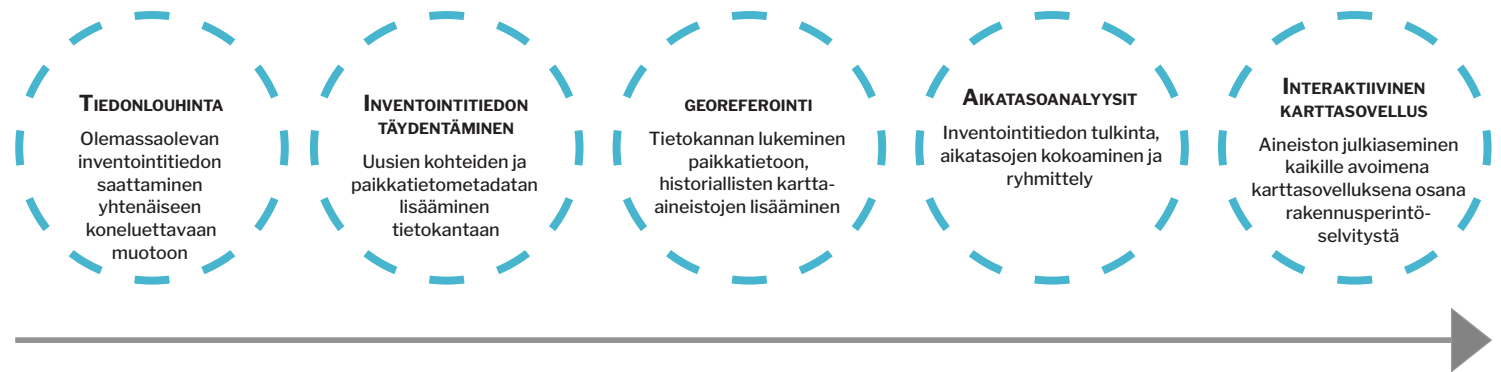 Tiedonlouhinta
Olemassaolevan
inventointitiedon
saattaminen
yhtenäiseen
koneluettavaan
muotoon
Inventointitiedon
täydentäminen
Uusien kohteiden ja
paikkatietometadatan
lisääminen
tietokantaan
georeferointi
Tietokannan lukeminen
paikkatietoon,
historiallisten kartta-
aineistojen lisääminen
Aikatasoanalyysit
Inventointitiedon tulkinta,
aikatasojen kokoaminen ja
ryhmittely
Interaktiivinen
karttasovellus
Aineiston julkiaseminen
kaikille avoimena
karttasovelluksena osana
rakennusperintö-
selvitystä